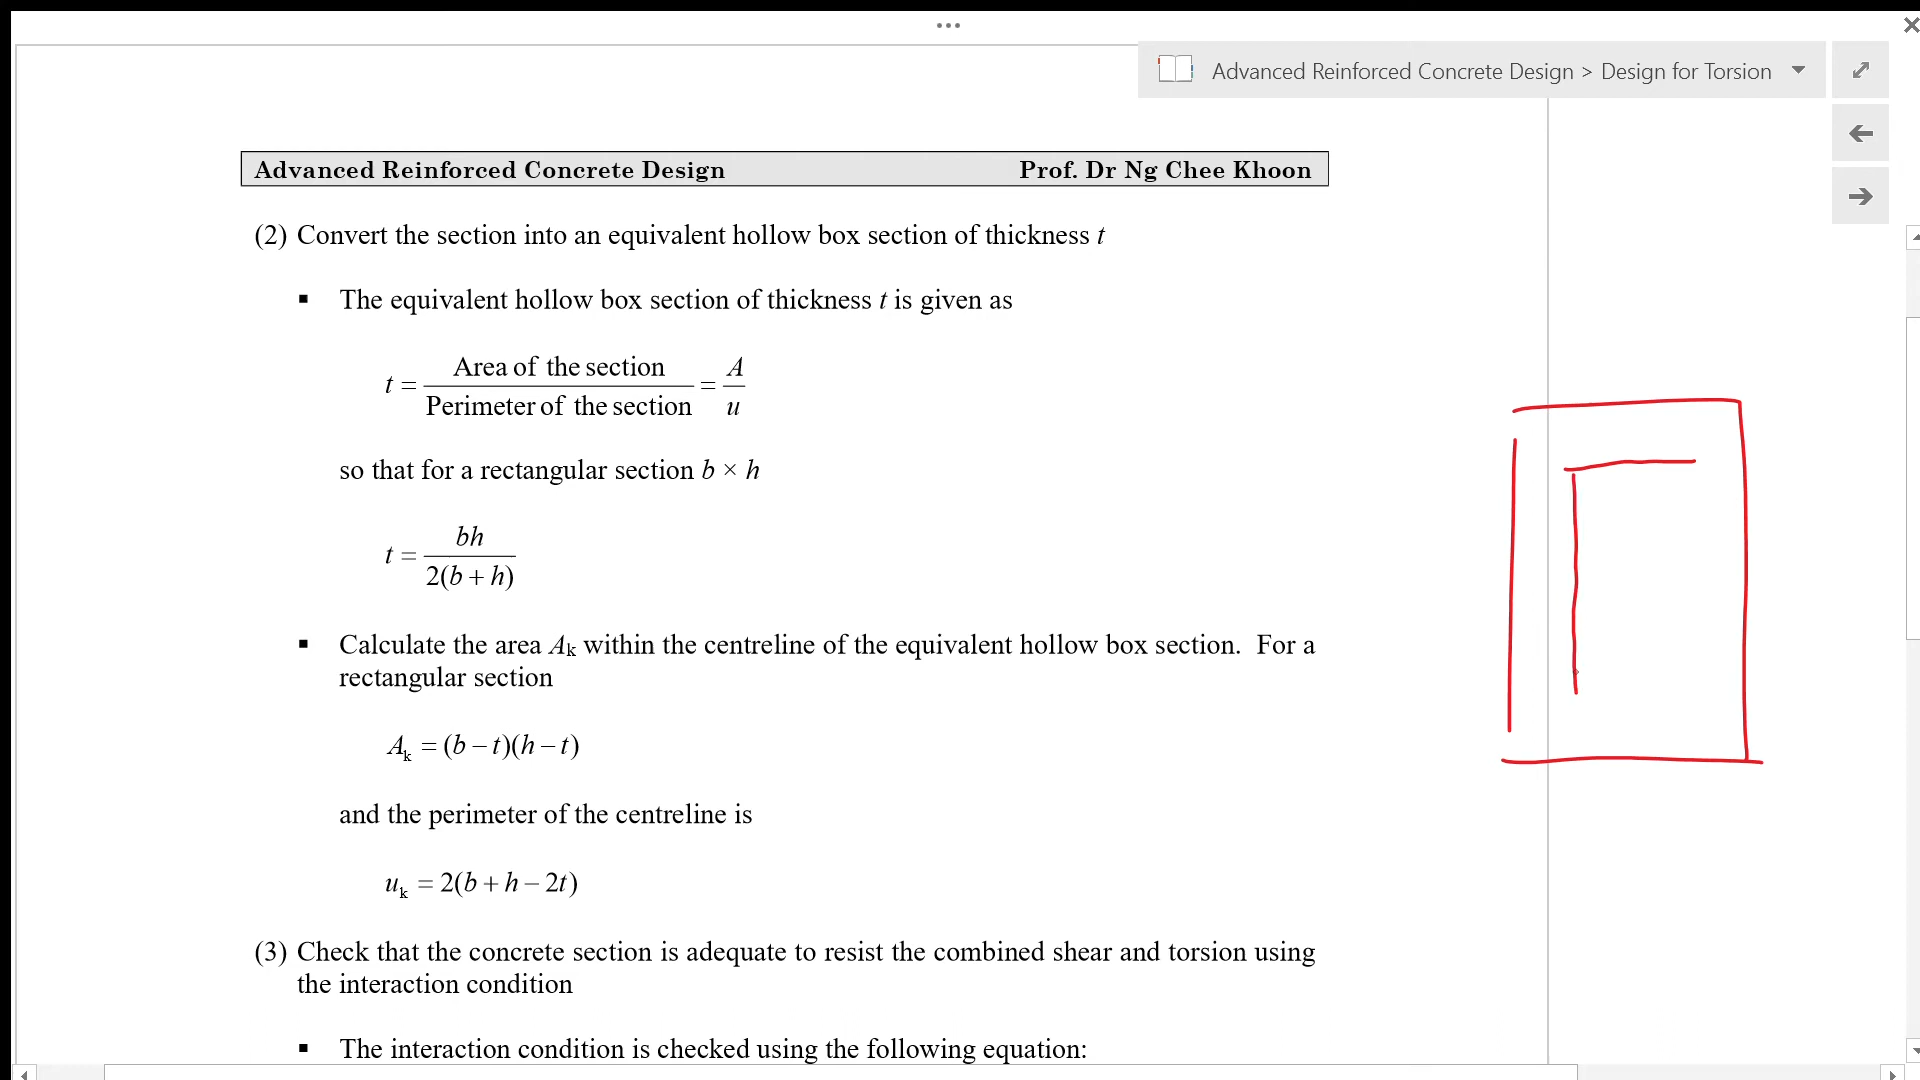 Advanced Reinforced Concrete Design > Design for Torsion
Advanced Reinforced Concrete Design Prof. Dr Ng Chee Khoon
(2) Convert the section into an equivalent hollow box section of thickness t
▪ The equivalent hollow box section of thickness t is given as
t = Area of the section / Perimeter of the section = A / u
so that for a rectangular section b × h
t = bh / 2(b + h)
▪ Calculate the area Ak within the centreline of the equivalent hollow box section. For a
rectangular section
Ak = (b – t)(h – t)
and the perimeter of the centreline is
uk = 2(b + h – 2t)
(3) Check that the concrete section is adequate to resist the combined shear and torsion using
the interaction condition
▪ The interaction condition is checked using the following equation: